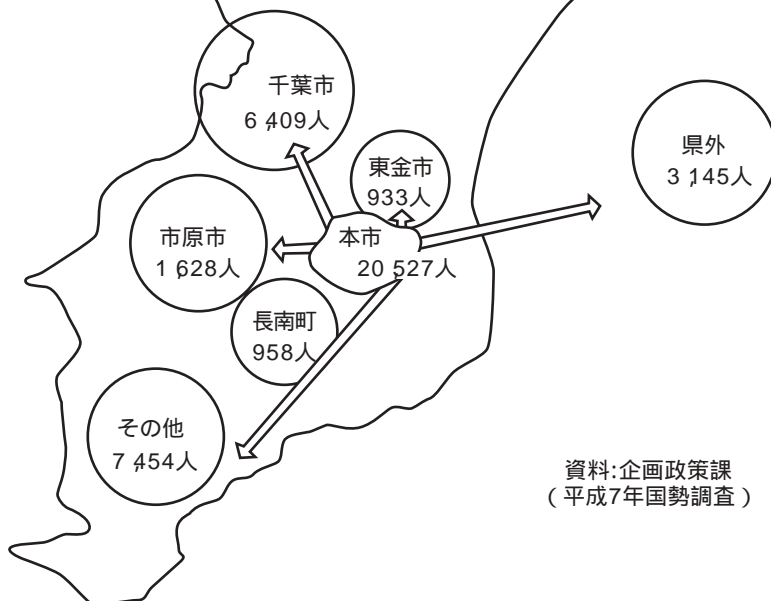 千葉市
6,409人
東金市
933人
県外
3,145人
市原市
1,628人
本市
20,527人
長南町
958人
その他
7,454人
資料:企画政策課
(平成7年国勢調査)